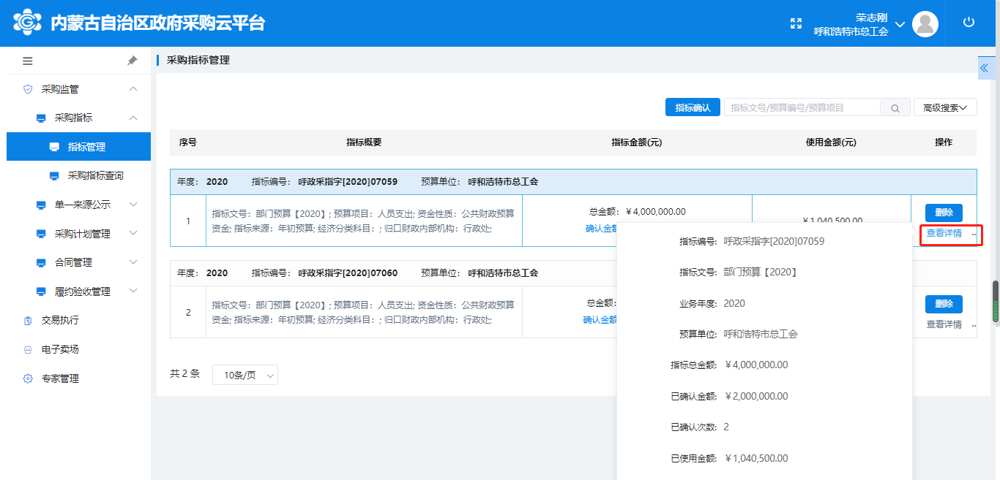 内蒙古自治区政府采购云平台
荣志刚
呼和浩特市总工会
采购监管
采购指标
指标管理
采购指标查询
单一来源公示
采购计划管理
合同管理
履约验收管理
交易执行
电子卖场
专家管理
采购指标管理
指标确认 指标文号/预算编号/预算项目 高级搜索
序号 指标概要 指标金额(元) 使用金额(元) 操作
年度: 2020 指标编号: 呼政采指字[2020]07059 预算单位: 呼和浩特市总工会
1
指标文号: 部门预算【2020】; 预算项目: 人员支出; 资金性质: 公共财政预算
资金; 指标来源: 年初预算; 经济分类科目: ; 归口财政内部机构: 行政处;
总金额: ￥4,000,000.00
确认金额
￥1,040,500.00
删除
查看详情 ..
年度: 2020 指标编号: 呼政采指字[2020]07060 预算单位: 呼和浩特市总工会
2
指标文号: 部门预算【2020】; 预算项目: 人员支出; 资金性质: 公共财政预算
资金; 指标来源: 年初预算; 经济分类科目: ; 归口财政内部机构: 行政处;
总金额:
确认金额
删除
查看详情 ..
共 2 条 10条/页
指标编号: 呼政采指字[2020]07059
指标文号: 部门预算【2020】
业务年度: 2020
预算单位: 呼和浩特市总工会
指标总金额: ￥4,000,000.00
已确认金额: ￥2,000,000.00
已确认次数: 2
已使用金额: ￥1,040,500.00